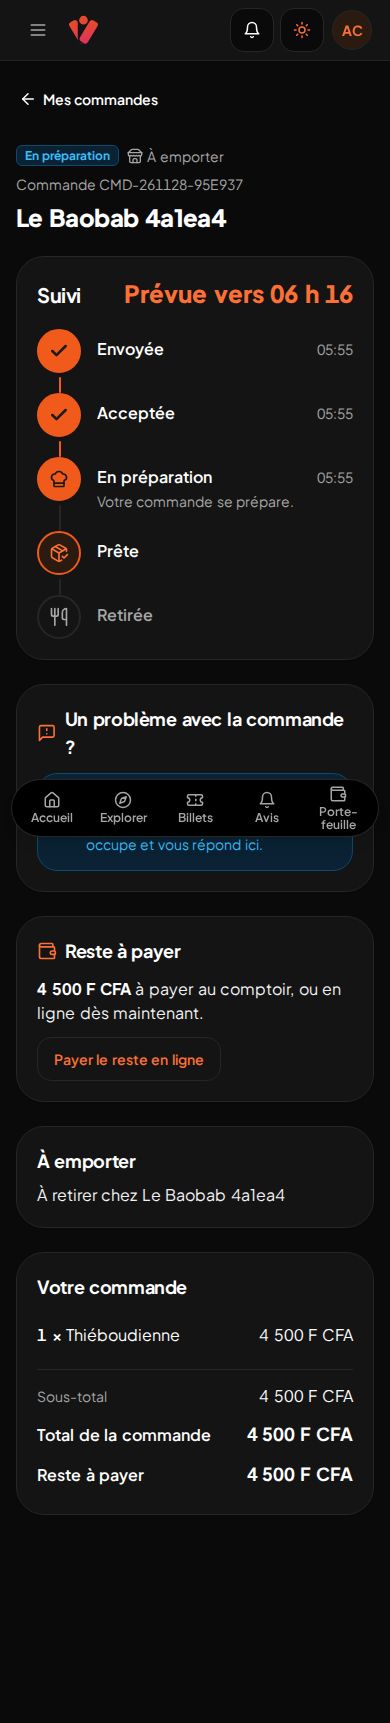 AC
Mes commandes
En préparation À emporter
Commande CMD-261128-95E937
Le Baobab 4a1ea4
Suivi Prévue vers 06 h 16
Envoyée 05:55
Acceptée 05:55
En préparation 05:55
Votre commande se prépare.
Prête
Retirée
Un problème avec la commande
?
Accueil Explorer Billets Avis Porte-
feuille
occupe et vous répond ici.
Reste à payer
4 500 F CFA à payer au comptoir, ou en
ligne dès maintenant.
Payer le reste en ligne
À emporter
À retirer chez Le Baobab 4a1ea4
Votre commande
1 × Thiéboudienne 4 500 F CFA
Sous-total 4 500 F CFA
Total de la commande 4 500 F CFA
Reste à payer 4 500 F CFA